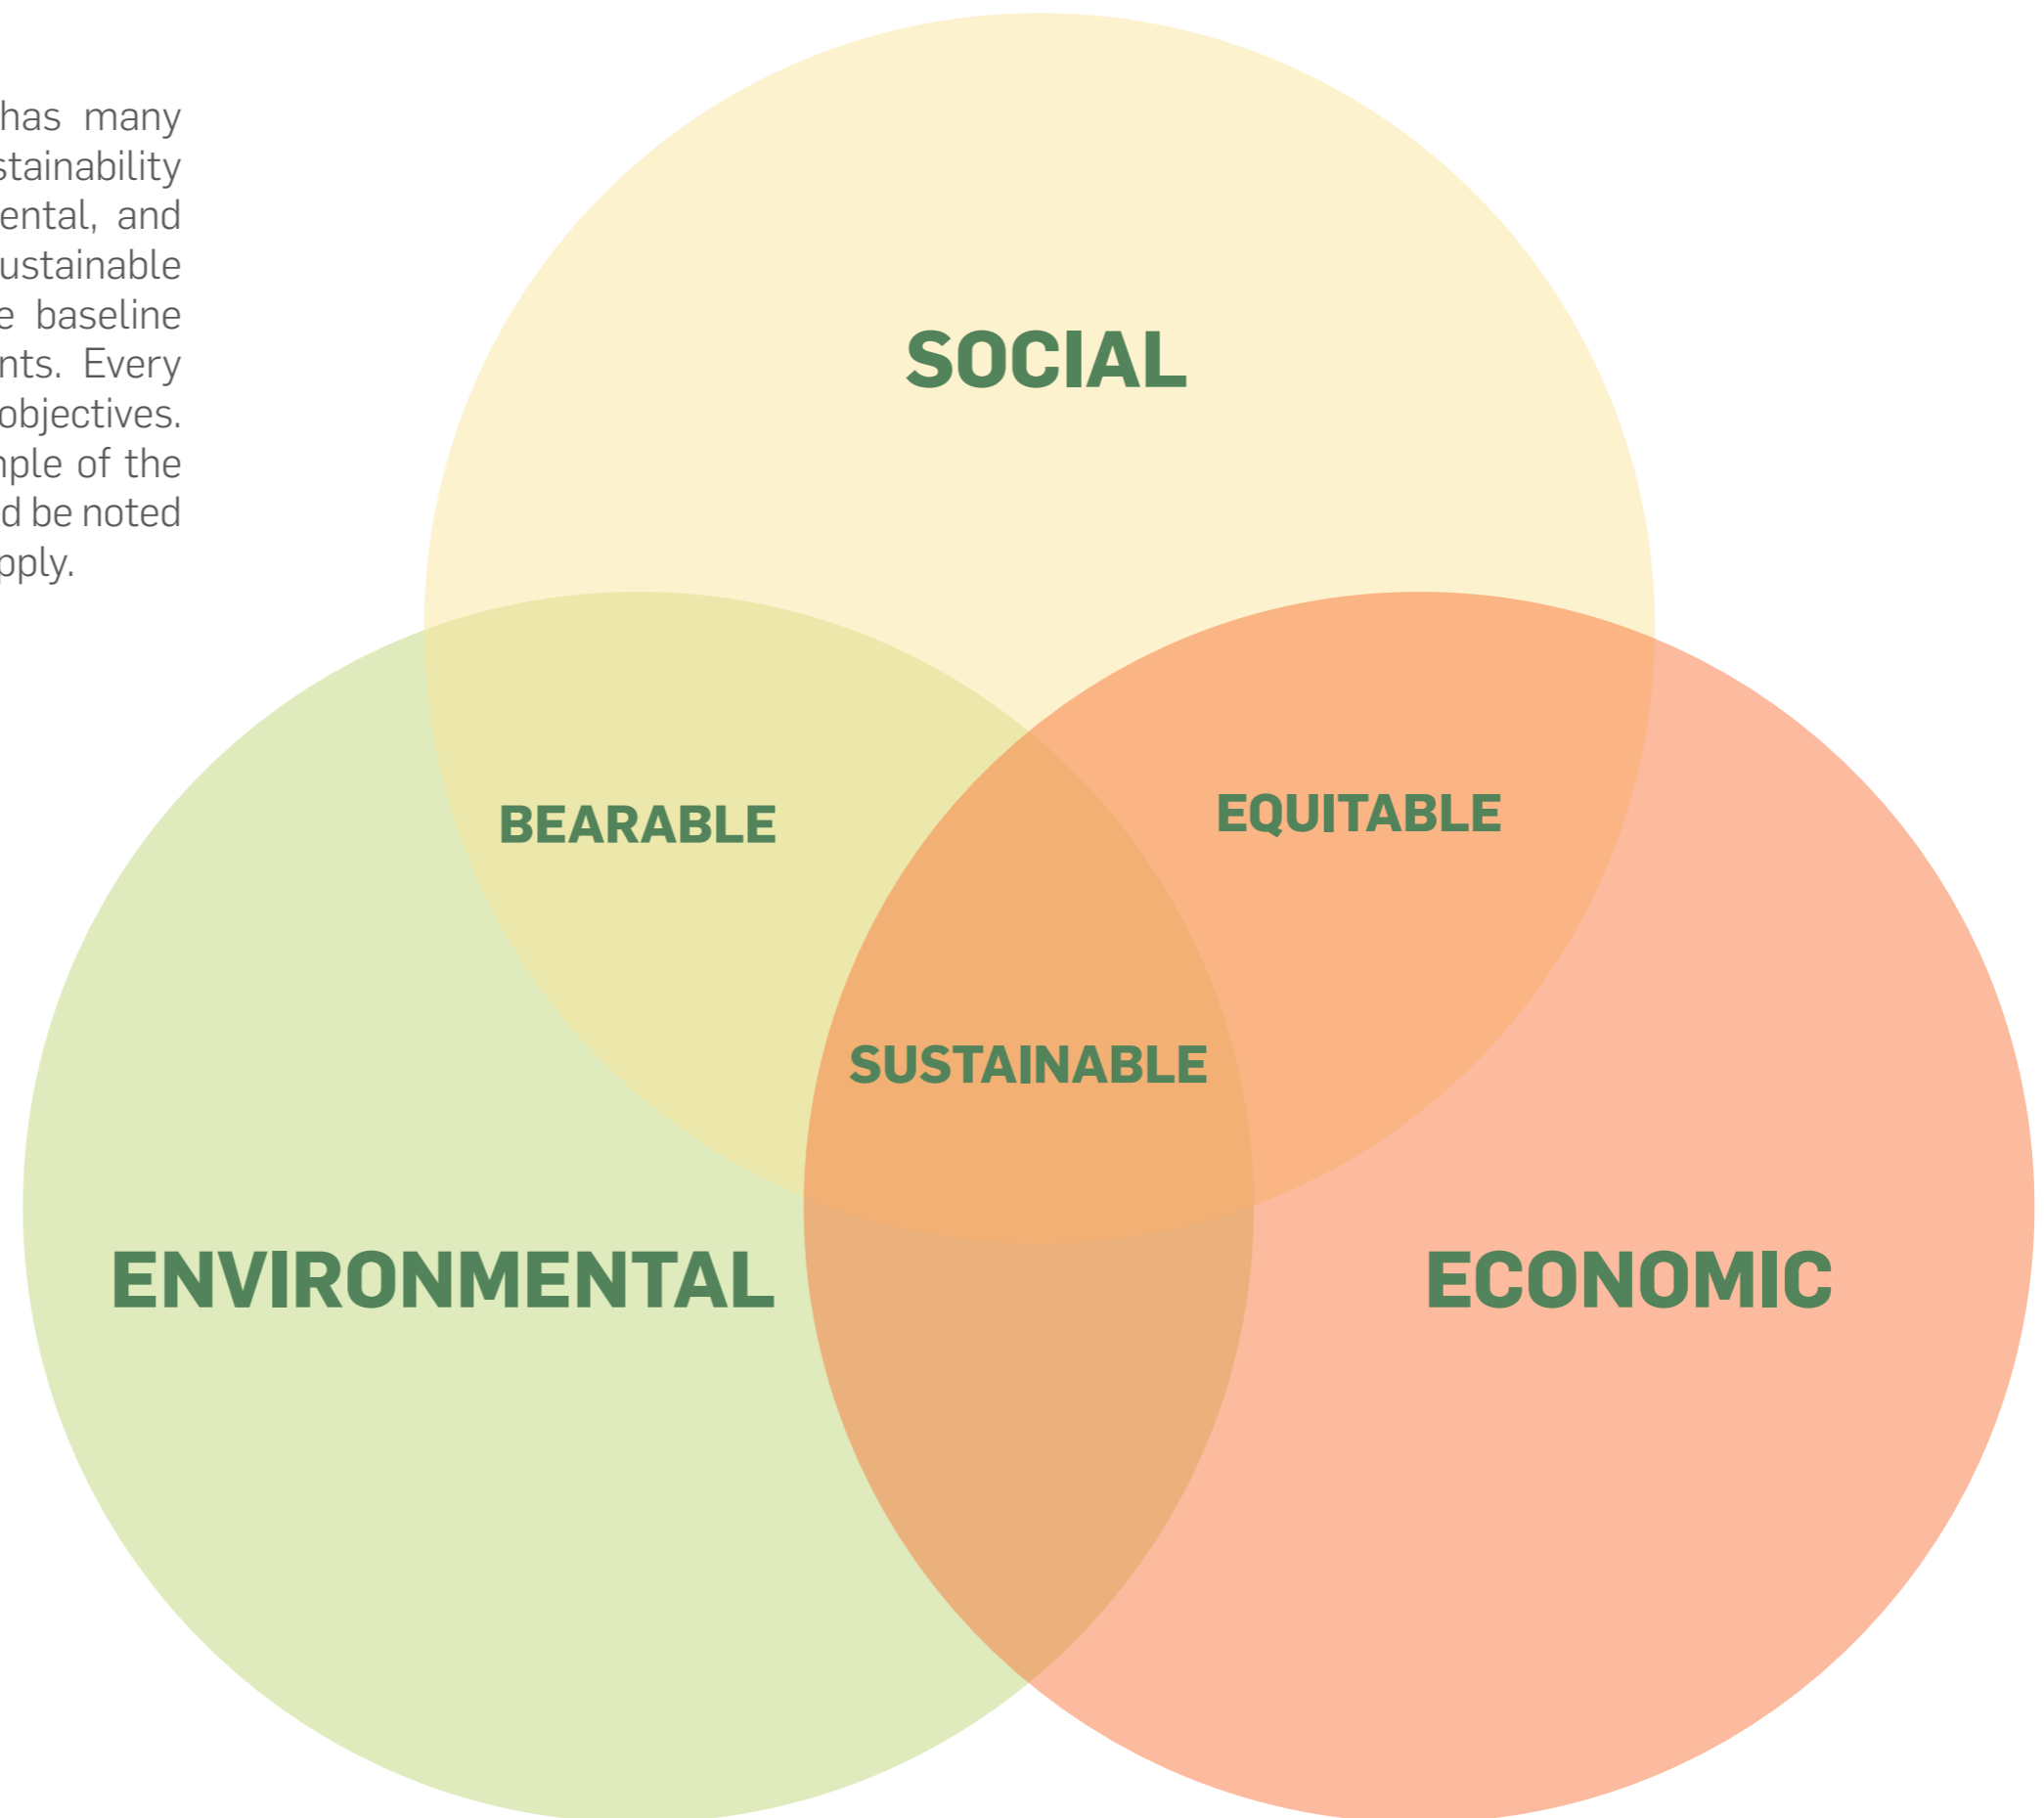 has many
stainability
ental, and
ustainable
e baseline
nts. Every
objectives.
ple of the
d be noted
pply.
SOCIAL
BEARABLE
EQUITABLE
SUSTAINABLE
ENVIRONMENTAL
ECONOMIC